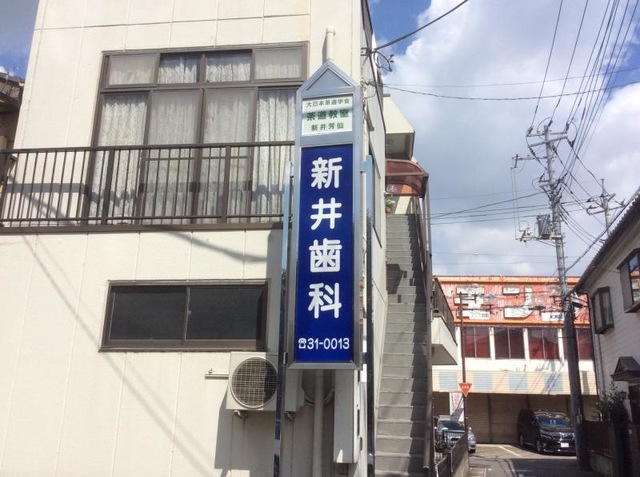 大日本茶道学会
茶道教室
新井芳仙
新井歯科
☎31-0013